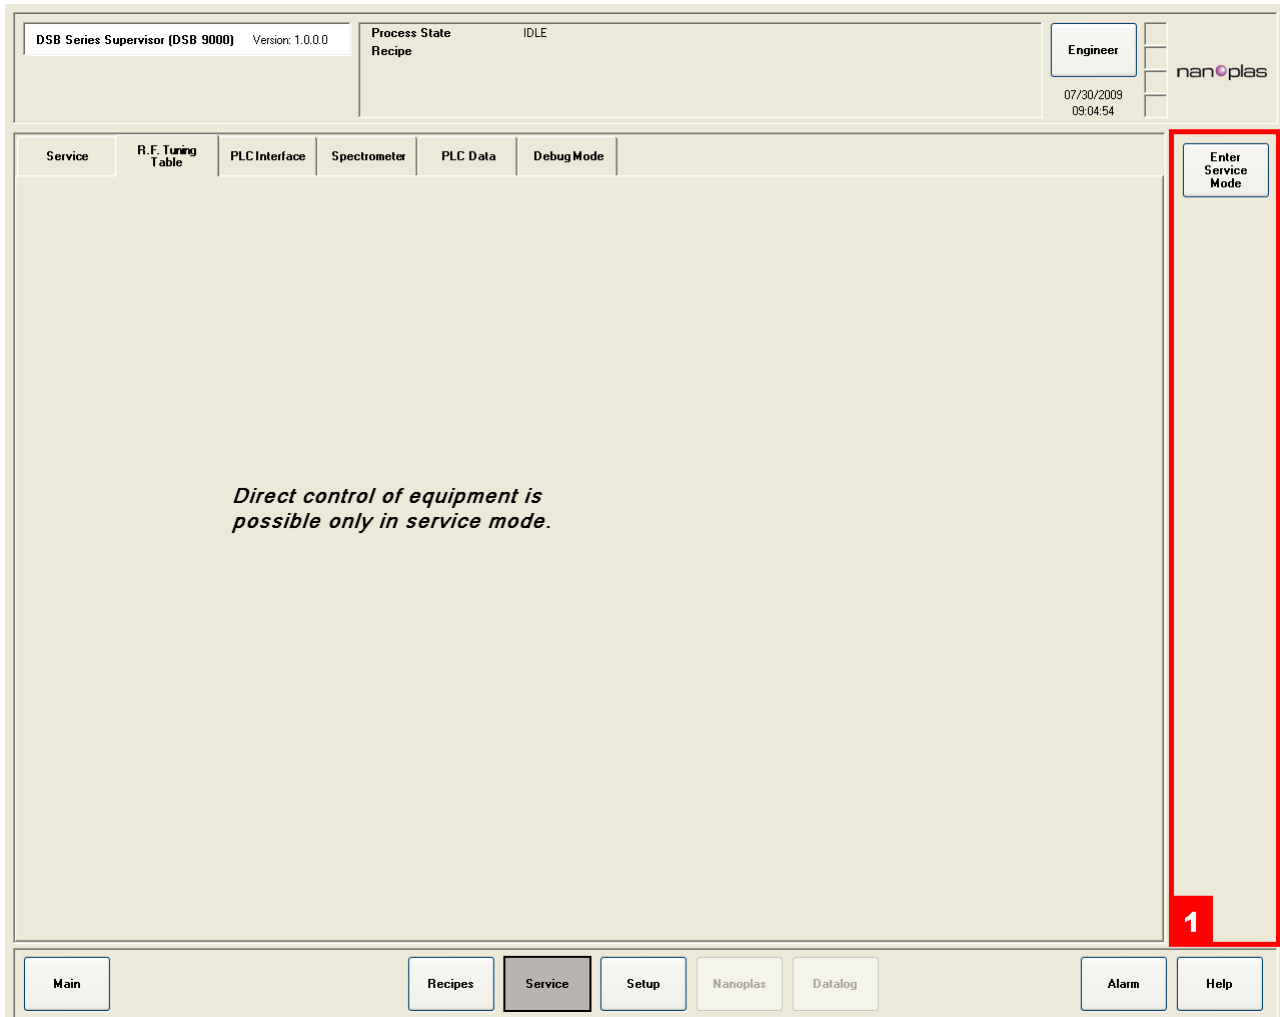 DSB Series Supervisor (DSB 9000) Version: 1.0.0.0
Process State IDLE
Recipe
Engineer
07/30/2009
09:04:54
nanoplas
Service
R.F. Tuning
Table
PLC Interface
Spectrometer
PLC Data
Debug Mode
Enter
Service
Mode
Direct control of equipment is
possible only in service mode.
1
Main
Recipes
Service
Setup
Nanoplas
Datalog
Alarm
Help